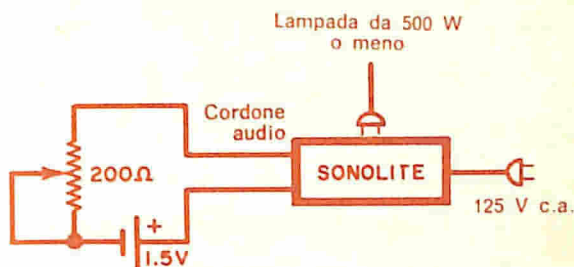 Lampada da 500 W
o meno
Cordone
audio
200Ω
SONOLITE
125 V c.a.
+
1.5V